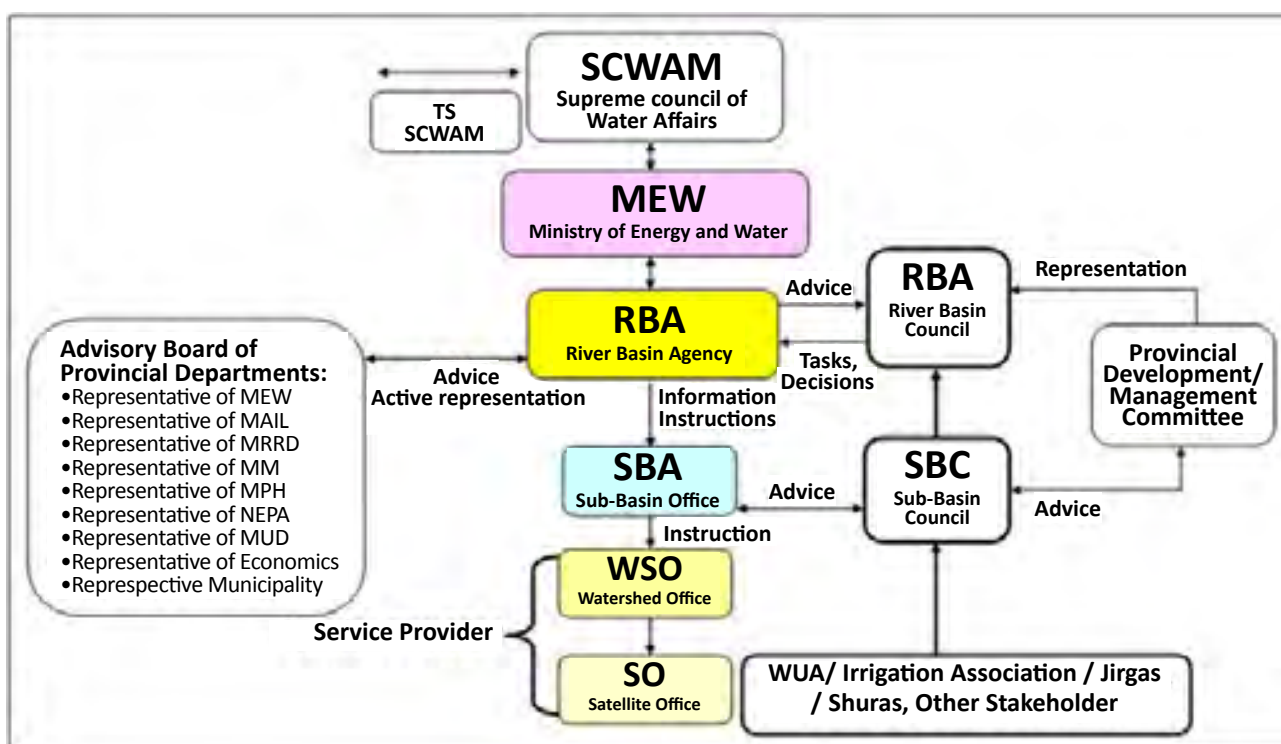 SCWAM
Supreme council of
Water Affairs
TS
SCWAM
MEW
Ministry of Energy and Water
RBA
River Basin Agency
Advice
Tasks,
Decisions
RBA
River Basin
Council
Representation
Provincial
Development/
Management
Committee
Advisory Board of
Provincial Departments:
•Representative of MEW
•Representative of MAIL
•Representative of MRRD
•Representative of MM
•Representative of MPH
•Representative of NEPA
•Representative of MUD
•Representative of Economics
•Represpective Municipality
Advice
Active representation
Information
Instructions
SBA
Sub-Basin Office
Advice
SBC
Sub-Basin
Council
Advice
Instruction
WSO
Watershed Office
Service Provider
SO
Satellite Office
WUA/ Irrigation Association / Jirgas
/ Shuras, Other Stakeholder